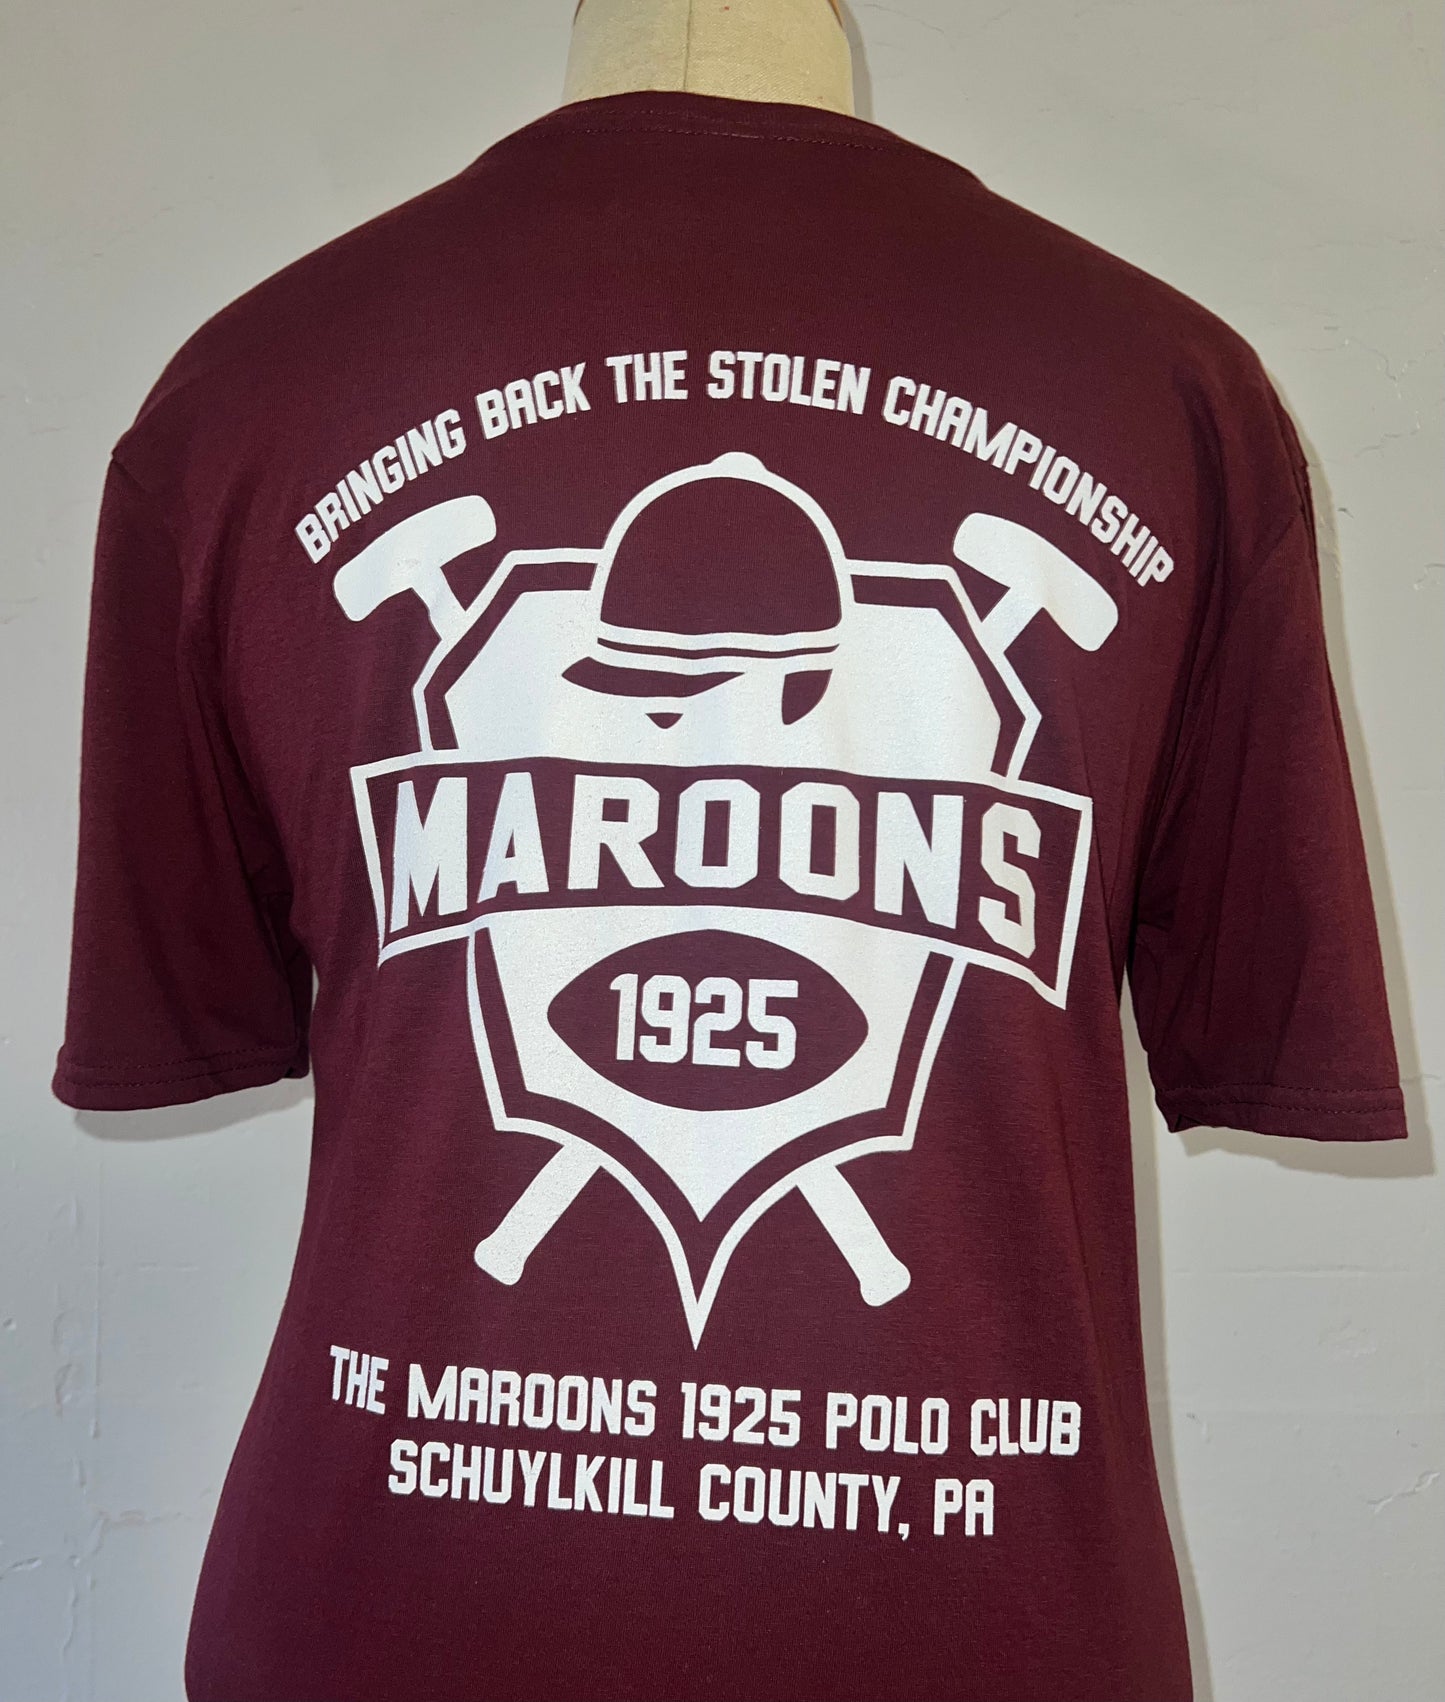 BRINGING BACK THE STOLEN CHAMPIONSHIP
MAROONS
1925
THE MAROONS 1925 POLO CLUB
SCHUYLKILL COUNTY, PA